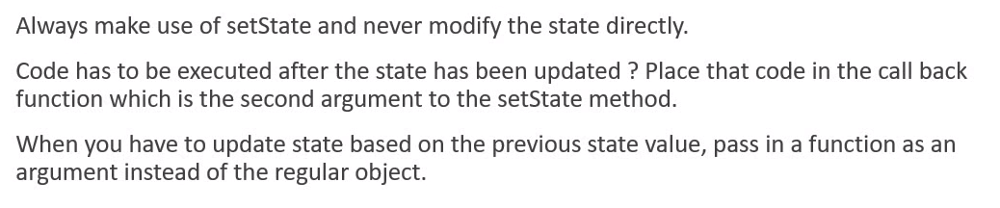 Always make use of setState and never modify the state directly.
Code has to be executed after the state has been updated ? Place that code in the call back
function which is the second argument to the setState method.
When you have to update state based on the previous state value, pass in a function as an
argument instead of the regular object.